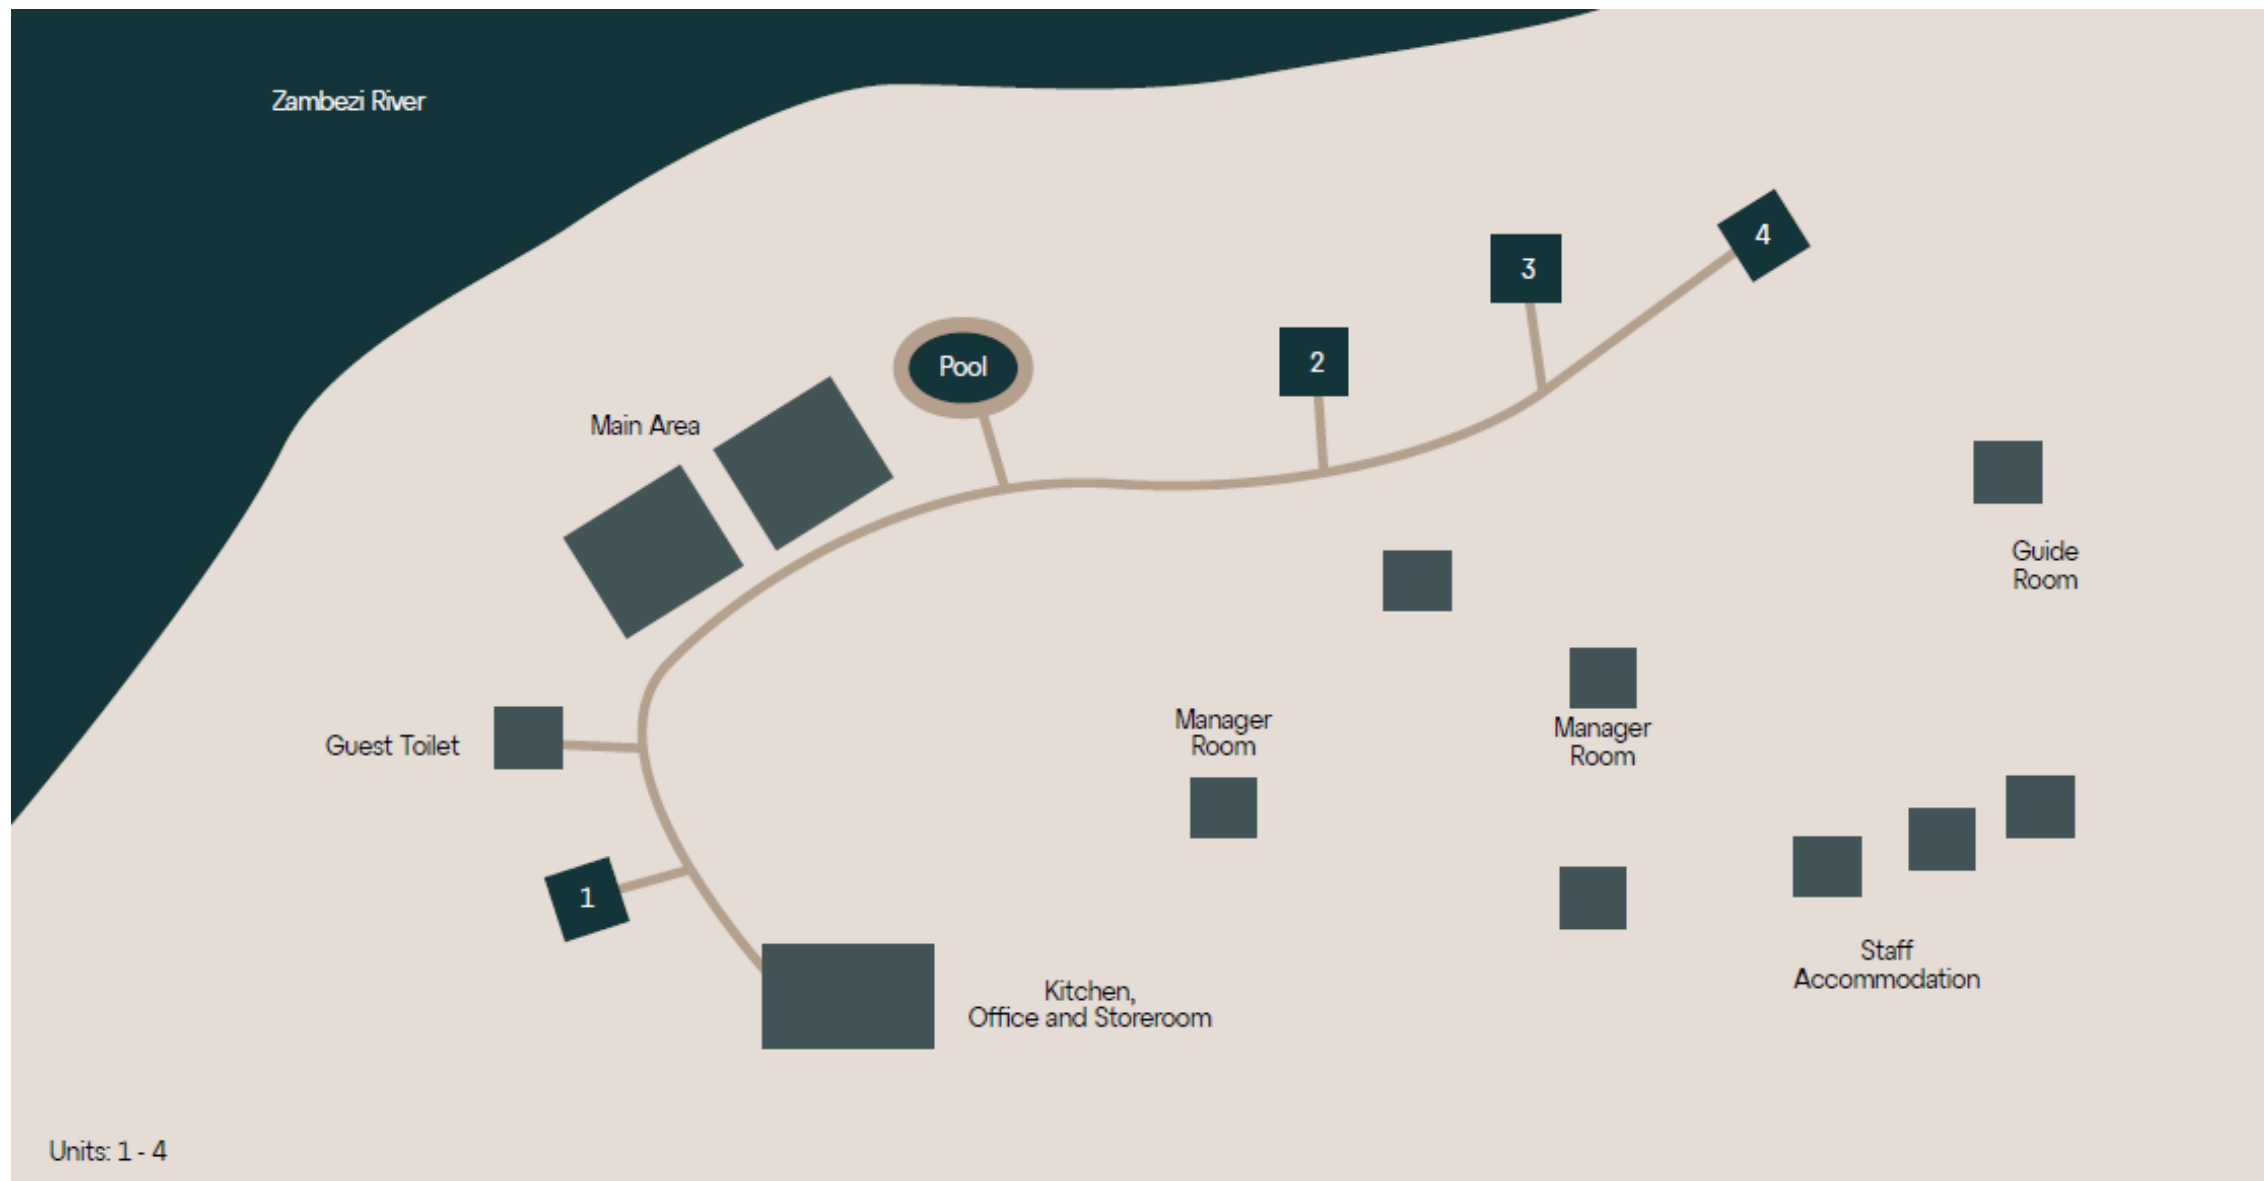 Zambezi River
4
3
2
Pool
Main Area
Guide
Room
Manager
Room
Manager
Room
Guest Toilet
1
Staff
Accommodation
Kitchen,
Office and Storeroom
Units: 1 - 4